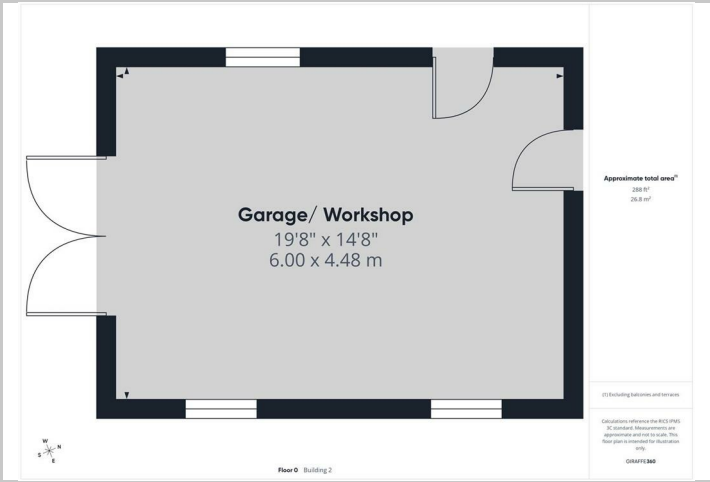 Garage/ Workshop
19'8" x 14'8"
6.00 x 4.48 m
Approximate total area⁽¹⁾
288 ft²
26.8 m²
(1) Excluding balconies and terraces
Calculations reference the RICS IPMS
3C standard. Measurements are
approximate and not to scale. This
floor plan is intended for illustration
only.
GIRAFFE360
W
N
S
E
Floor 0 Building 2